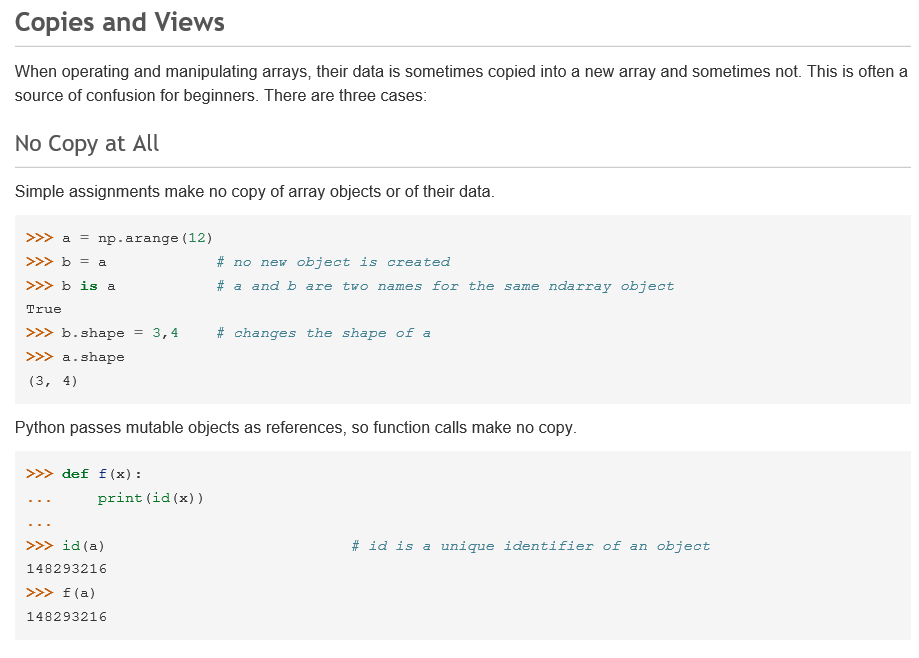 Copies and Views
When operating and manipulating arrays, their data is sometimes copied into a new array and sometimes not. This is often a
source of confusion for beginners. There are three cases:
No Copy at All
Simple assignments make no copy of array objects or of their data.
>>> a = np.arange(12)
>>> b = a            # no new object is created
>>> b is a           # a and b are two names for the same ndarray object
True
>>> b.shape = 3,4    # changes the shape of a
>>> a.shape
(3, 4)
Python passes mutable objects as references, so function calls make no copy.
>>> def f(x):
...     print(id(x))
...
>>> id(a)                           # id is a unique identifier of an object
148293216
>>> f(a)
148293216